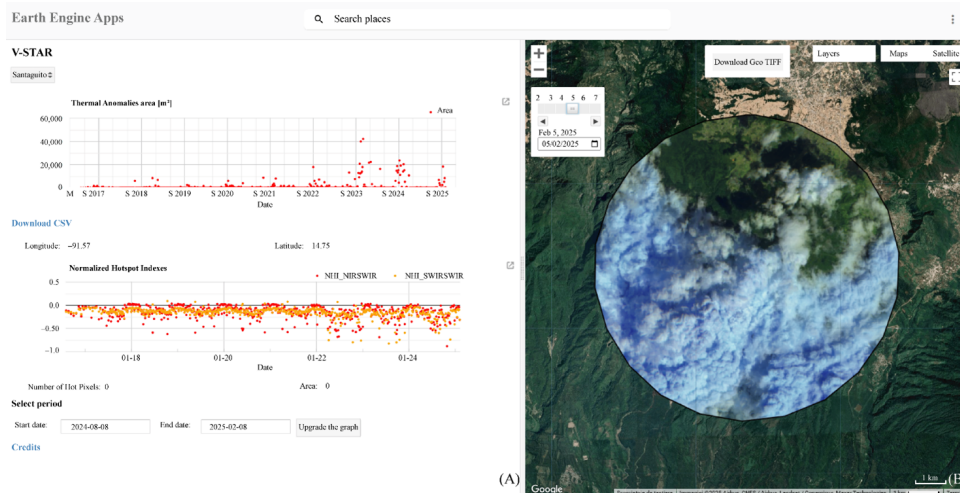 Earth Engine Apps
Search places
V-STAR
Santaguito
Thermal Anomalies area [m²]
Area
60,000
40,000
20,000
0
M S 2017 S 2018 S 2019 S 2020 S 2021 S 2022 S 2023 S 2024 S 2025
Date
Download CSV
Longitude: −91.57 Latitude: 14.75
Normalized Hotspot Indexes
NHI_NIRSWIR NHI_SWIRSWIR
0.5
0.0
-0.50
-1.0
01-18 01-20 01-22 01-24
Date
Number of Hot Pixels: 0 Area: 0
Select period
Start date: 2024-08-08 End date: 2025-02-08 Upgrade the graph
Credits
(A)
Download Geo TIFF
Layers
Maps Satellite
2 3 4 5 6 7
Feb 5, 2025
05/02/2025
1 km
(B
Google